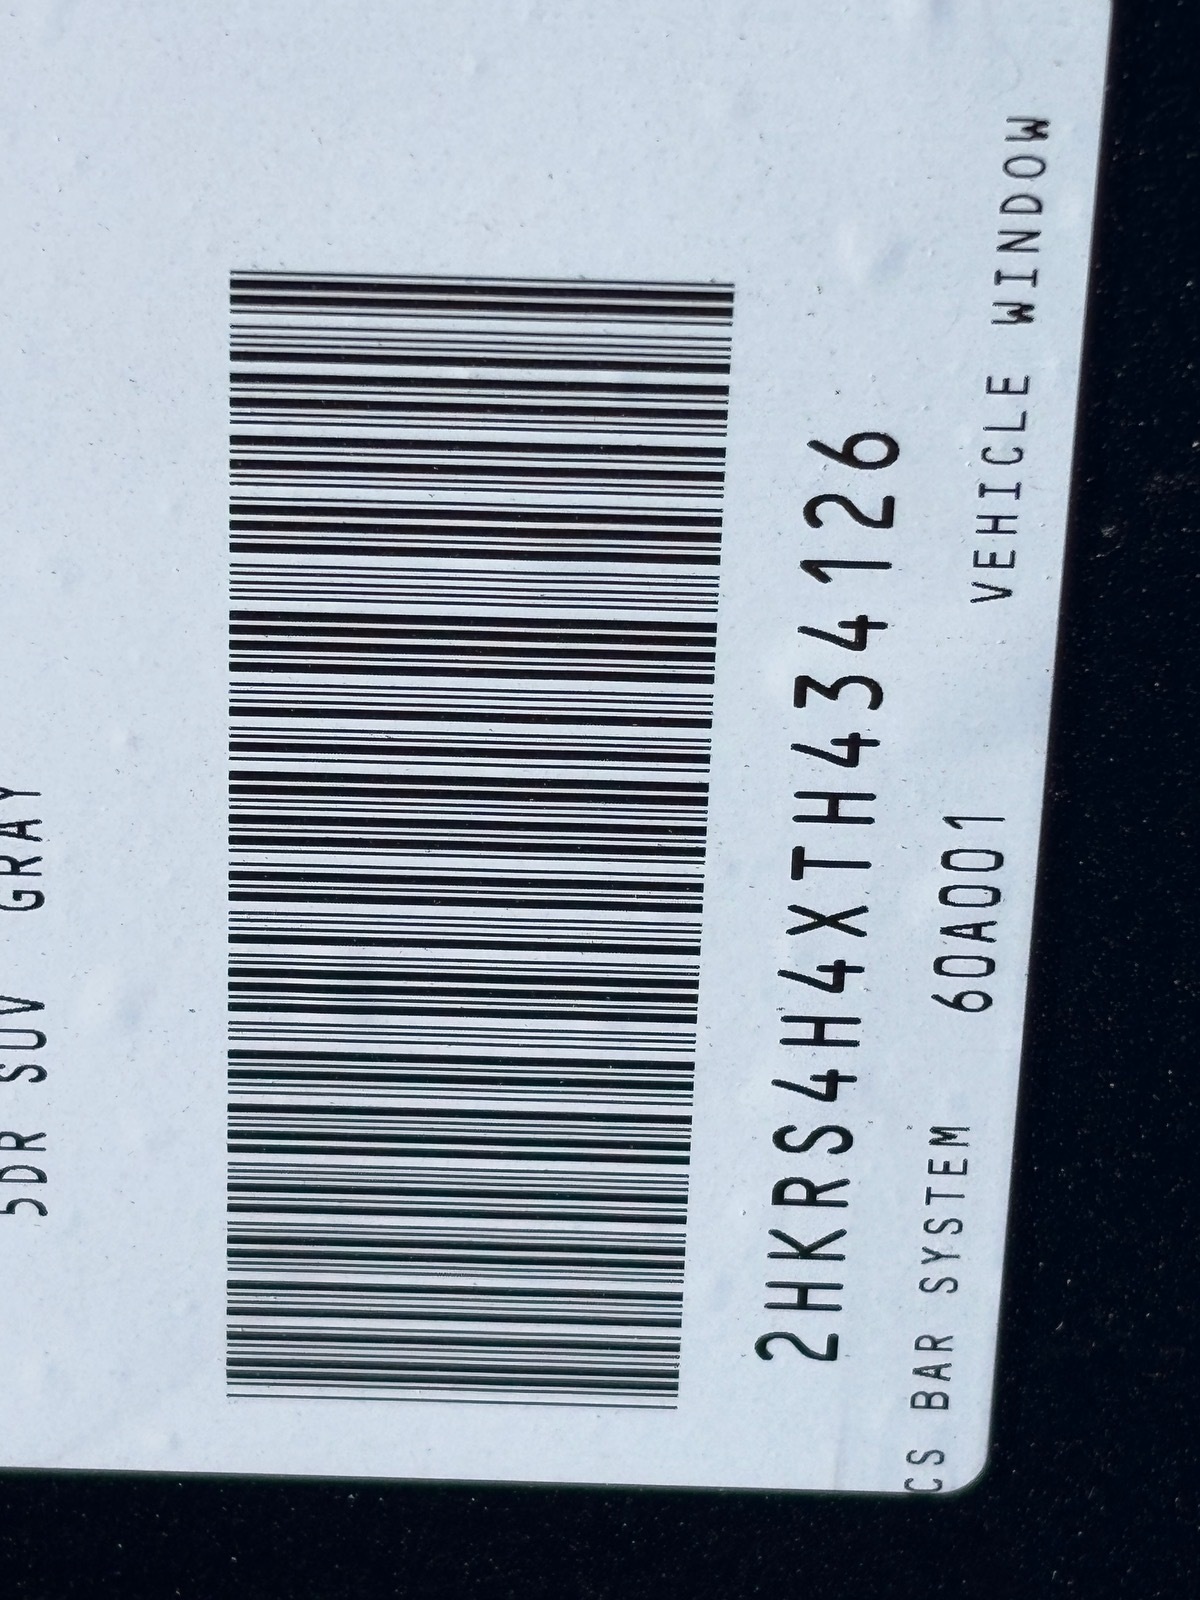 5DR SUV GRAY
2HKRS4H4XTH434126
CS BAR SYSTEM 60A001 VEHICLE WINDOW